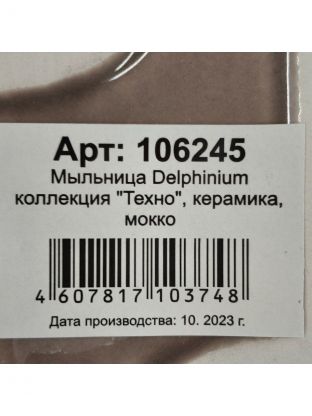 Арт: 106245
Мыльница Delphinium
коллекция "Техно", керамика,
мокко
4 607817 103748
Дата производства: 10. 2023 г.